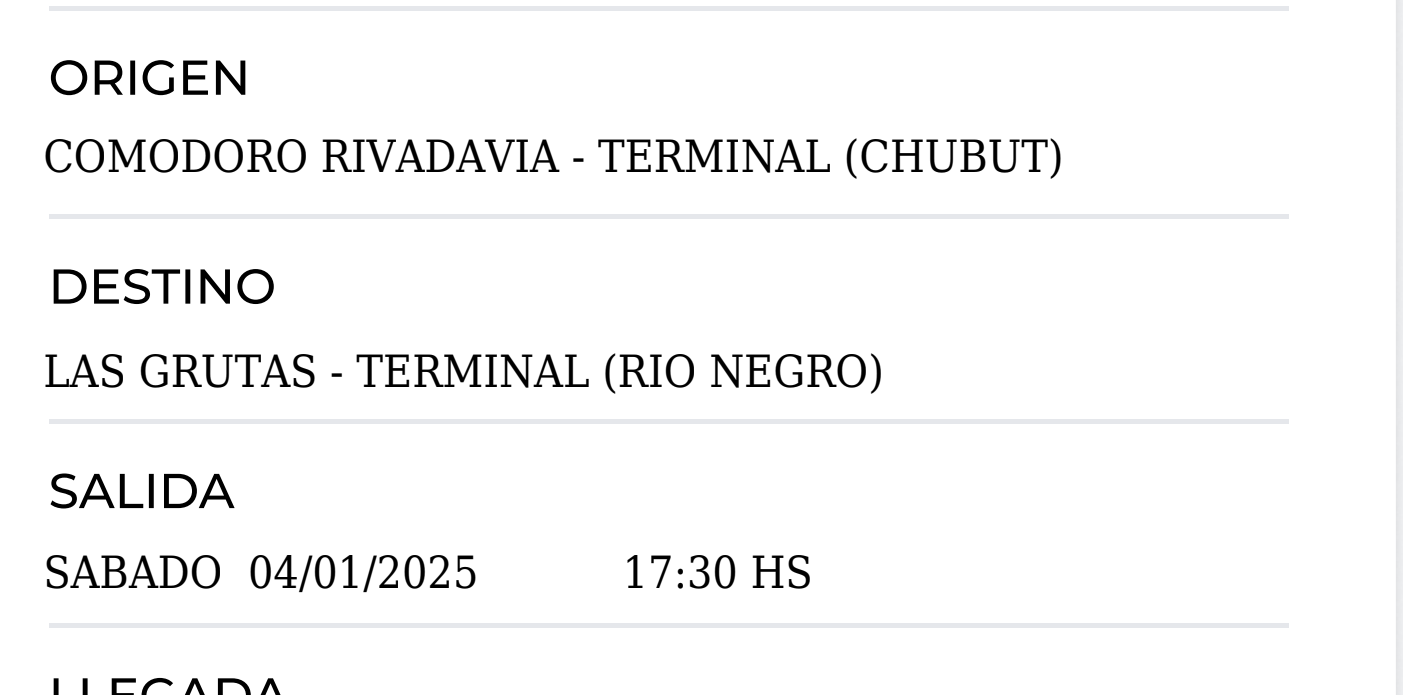 ORIGEN
COMODORO RIVADAVIA - TERMINAL (CHUBUT)
DESTINO
LAS GRUTAS - TERMINAL (RIO NEGRO)
SALIDA
SABADO 04/01/2025 17:30 HS
LLEGADA